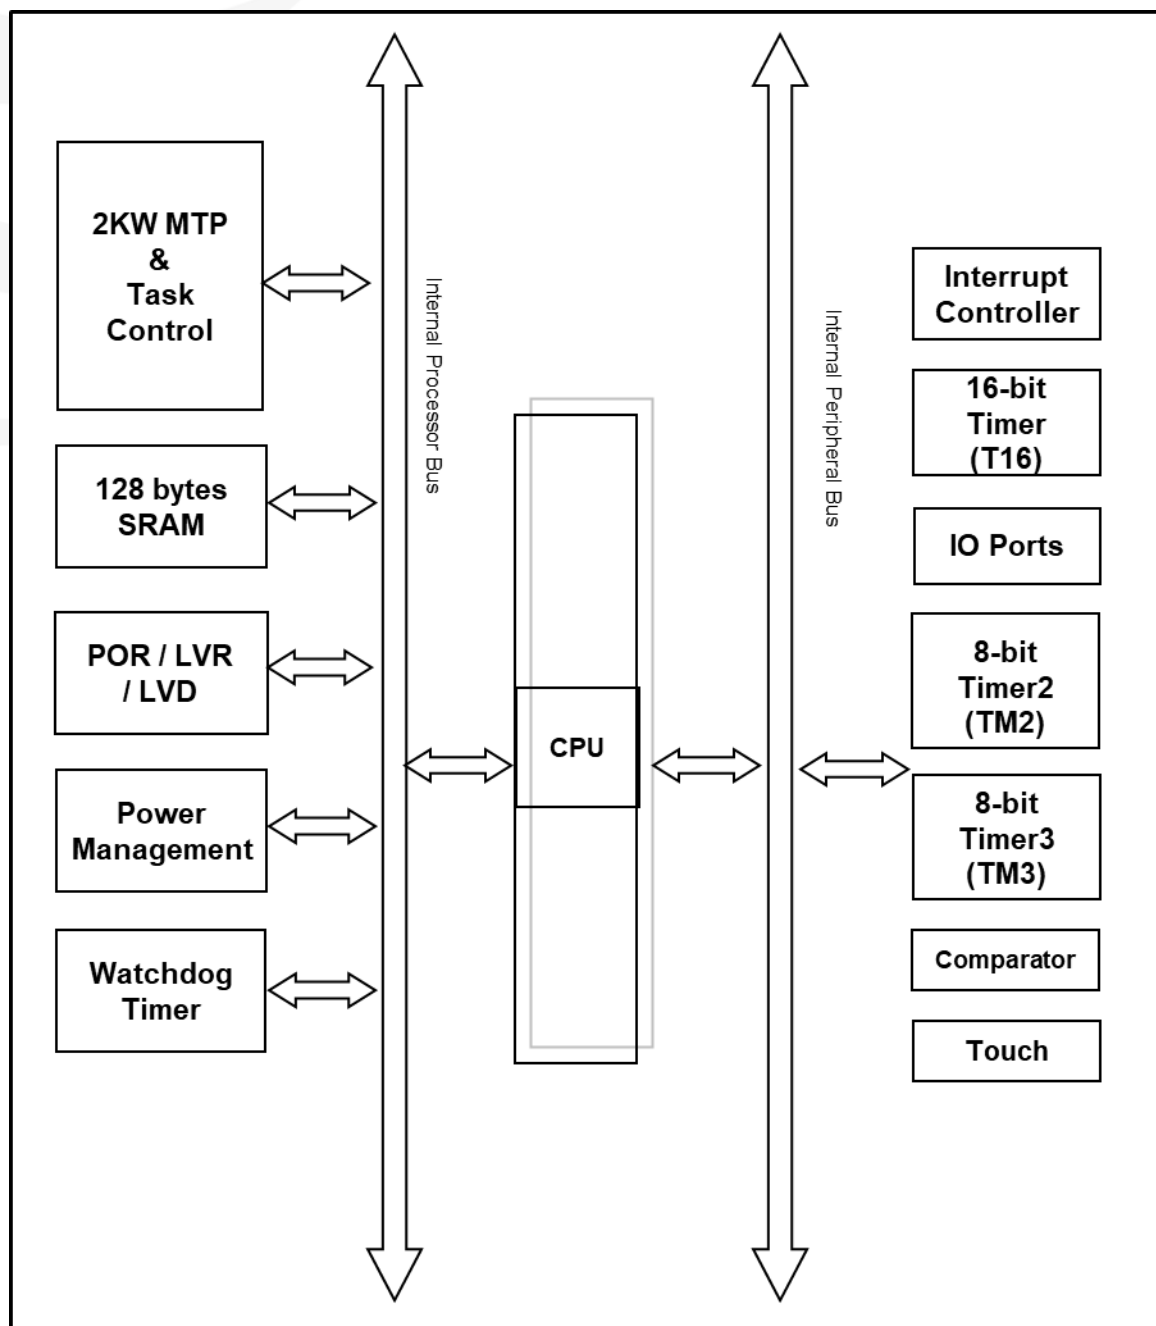 2KW MTP
&
Task
Control
128 bytes
SRAM
POR / LVR
/ LVD
Power
Management
Watchdog
Timer
Internal Processor Bus
CPU
Internal Peripheral Bus
Interrupt
Controller
16-bit
Timer
(T16)
IO Ports
8-bit
Timer2
(TM2)
8-bit
Timer3
(TM3)
Comparator
Touch